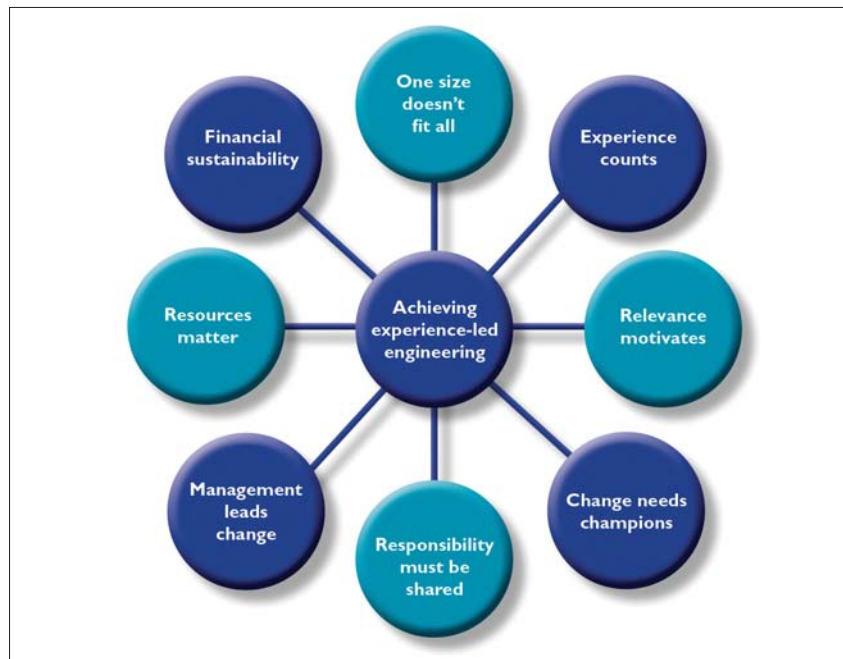 One size
doesn't
fit all
Experience
counts
Relevance
motivates
Change needs
champions
Responsibility
must be
shared
Management
leads
change
Resources
matter
Financial
sustainability
Achieving
experience-led
engineering